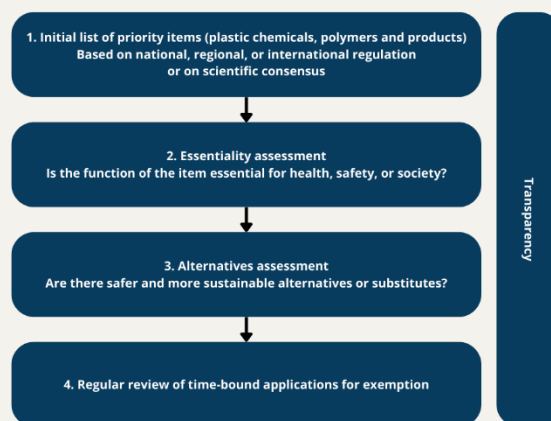 1. Initial list of priority items (plastic chemicals, polymers and products)
Based on national, regional, or international regulation
or on scientific consensus
2. Essentiality assessment
Is the function of the item essential for health, safety, or society?
3. Alternatives assessment
Are there safer and more sustainable alternatives or substitutes?
4. Regular review of time-bound applications for exemption
Transparency